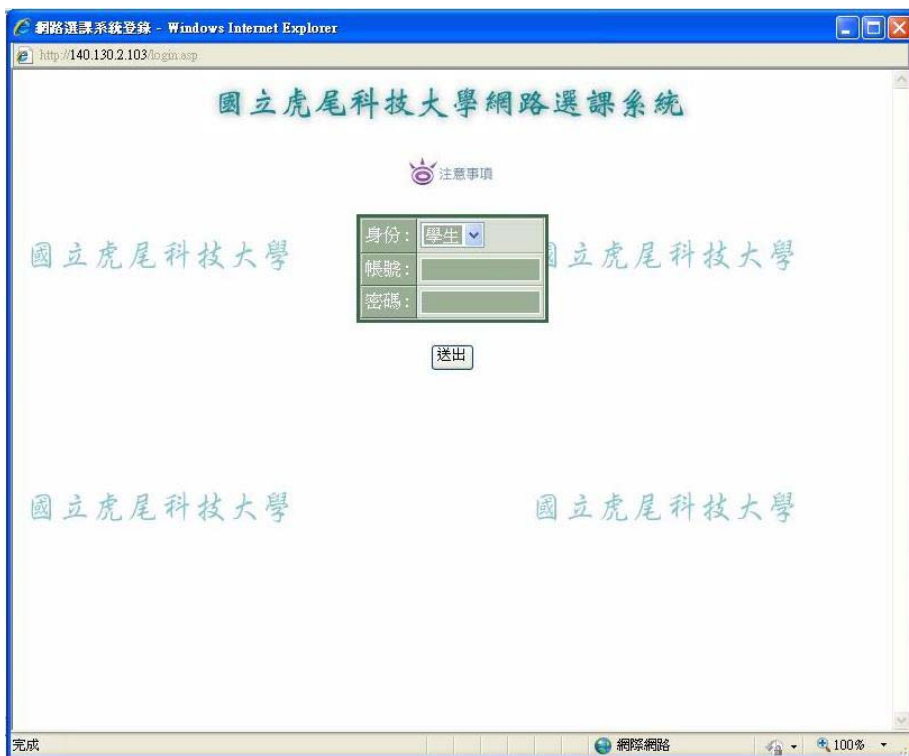 網路選課系統登錄 - Windows Internet Explorer
http://140.130.2.103/login.asp
國立虎尾科技大學網路選課系統
注意事項
身份：
學生
國立虎尾科技大學
國立虎尾科技大學
帳號：
密碼：
送出
國立虎尾科技大學
國立虎尾科技大學
完成
網際網路
100%